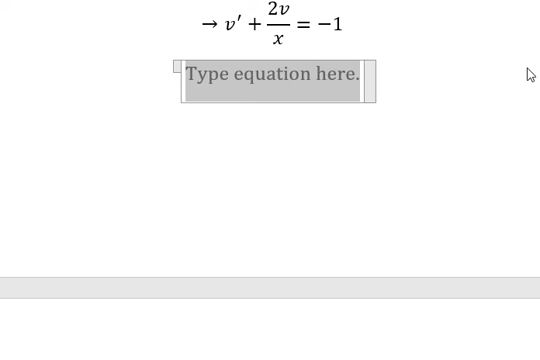 → v′ + 2v/x = −1
Type equation here.